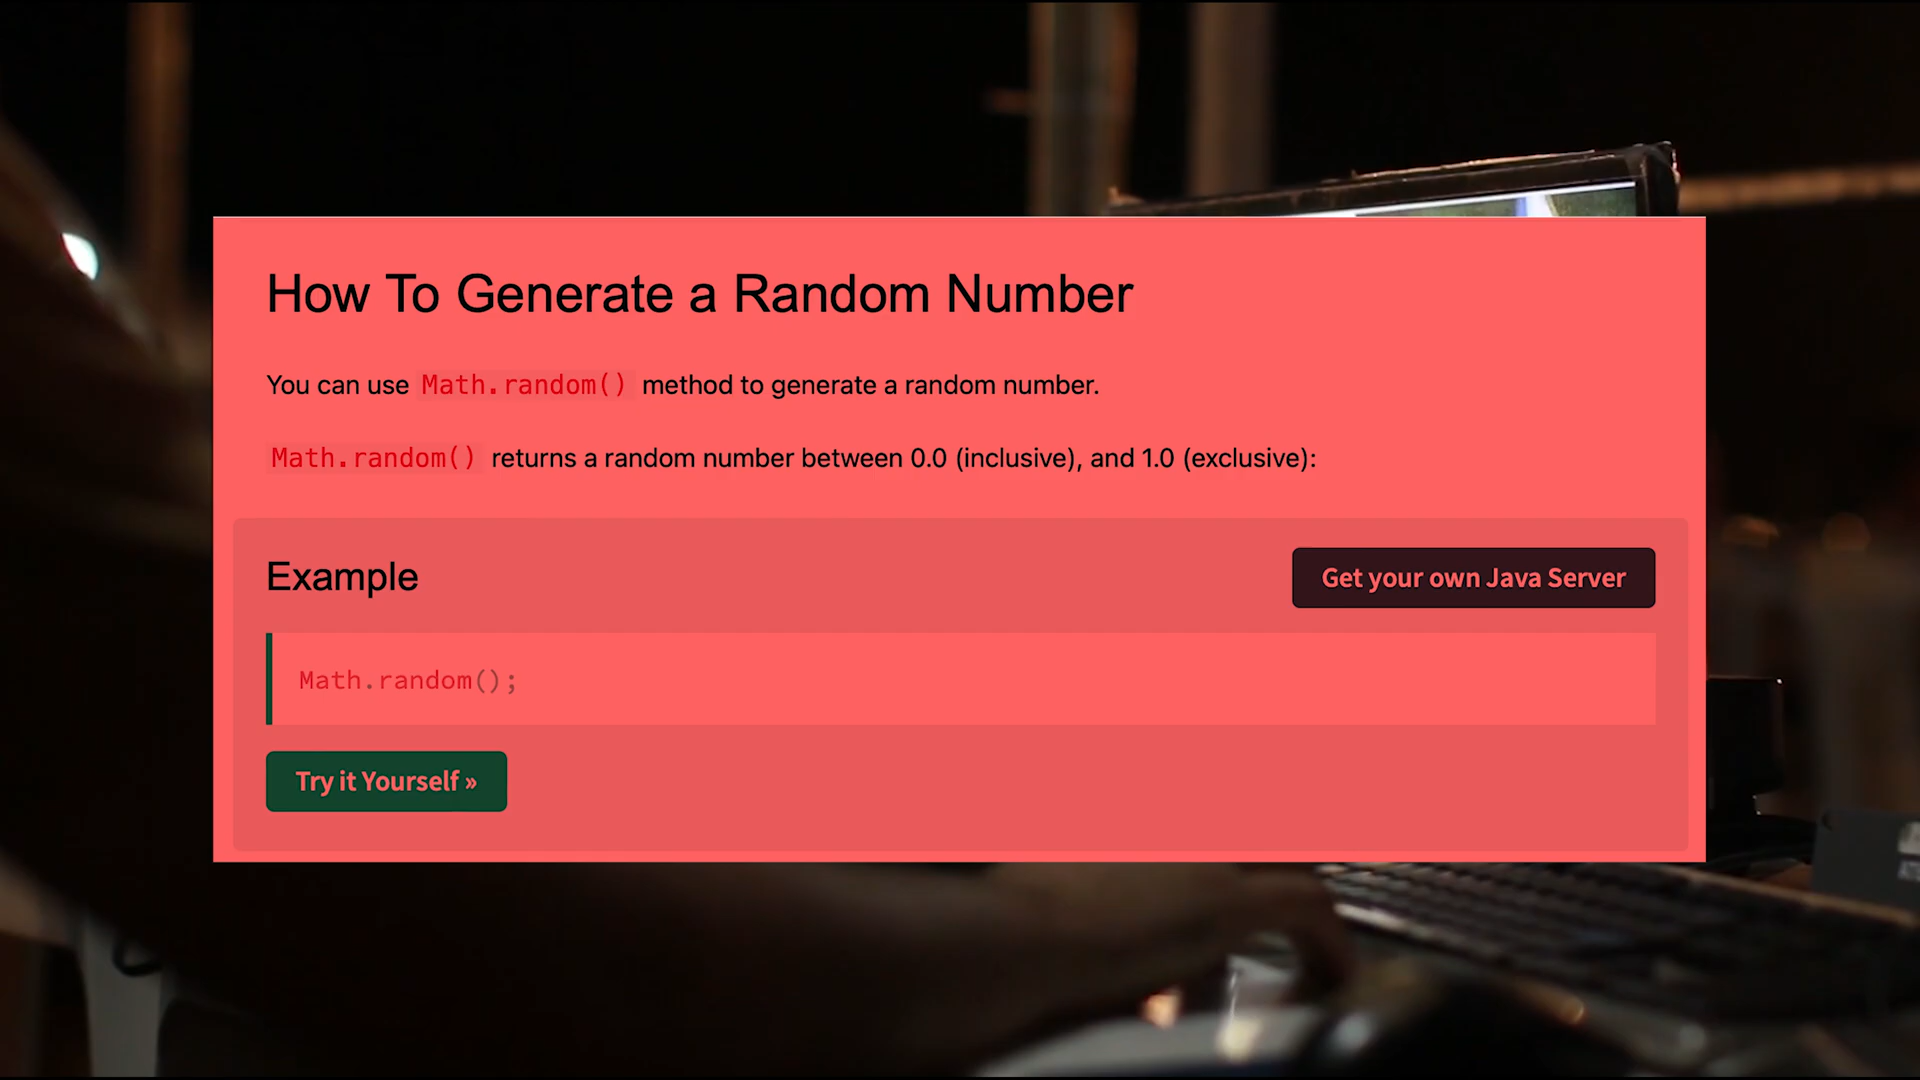 How To Generate a Random Number
You can use Math.random() method to generate a random number.
Math.random() returns a random number between 0.0 (inclusive), and 1.0 (exclusive):
Example
Get your own Java Server
Math.random();
Try it Yourself »